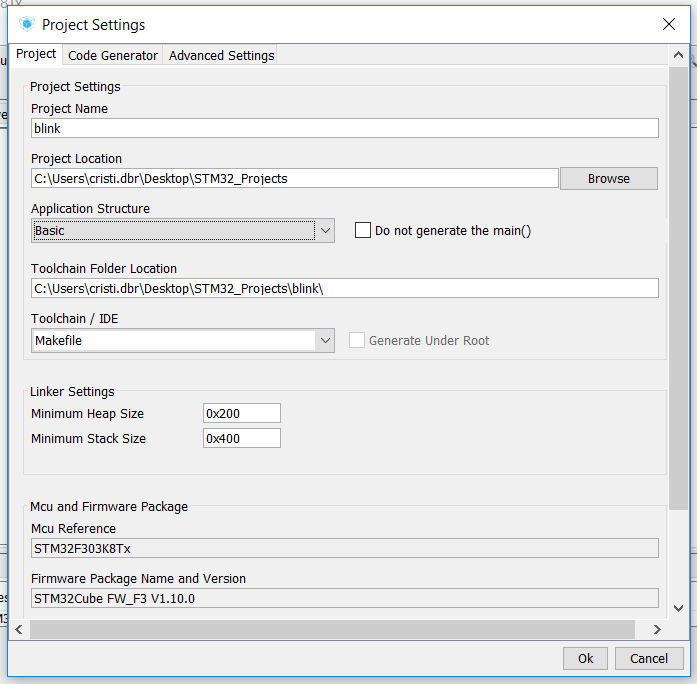 Project Settings
Project Code Generator Advanced Settings
Project Settings
Project Name
blink
Project Location
C:\Users\cristi.dbr\Desktop\STM32_Projects Browse
Application Structure
Basic Do not generate the main()
Toolchain Folder Location
C:\Users\cristi.dbr\Desktop\STM32_Projects\blink\
Toolchain / IDE
Makefile Generate Under Root
Linker Settings
Minimum Heap Size 0x200
Minimum Stack Size 0x400
Mcu and Firmware Package
Mcu Reference
STM32F303K8Tx
Firmware Package Name and Version
STM32Cube FW_F3 V1.10.0
Ok Cancel